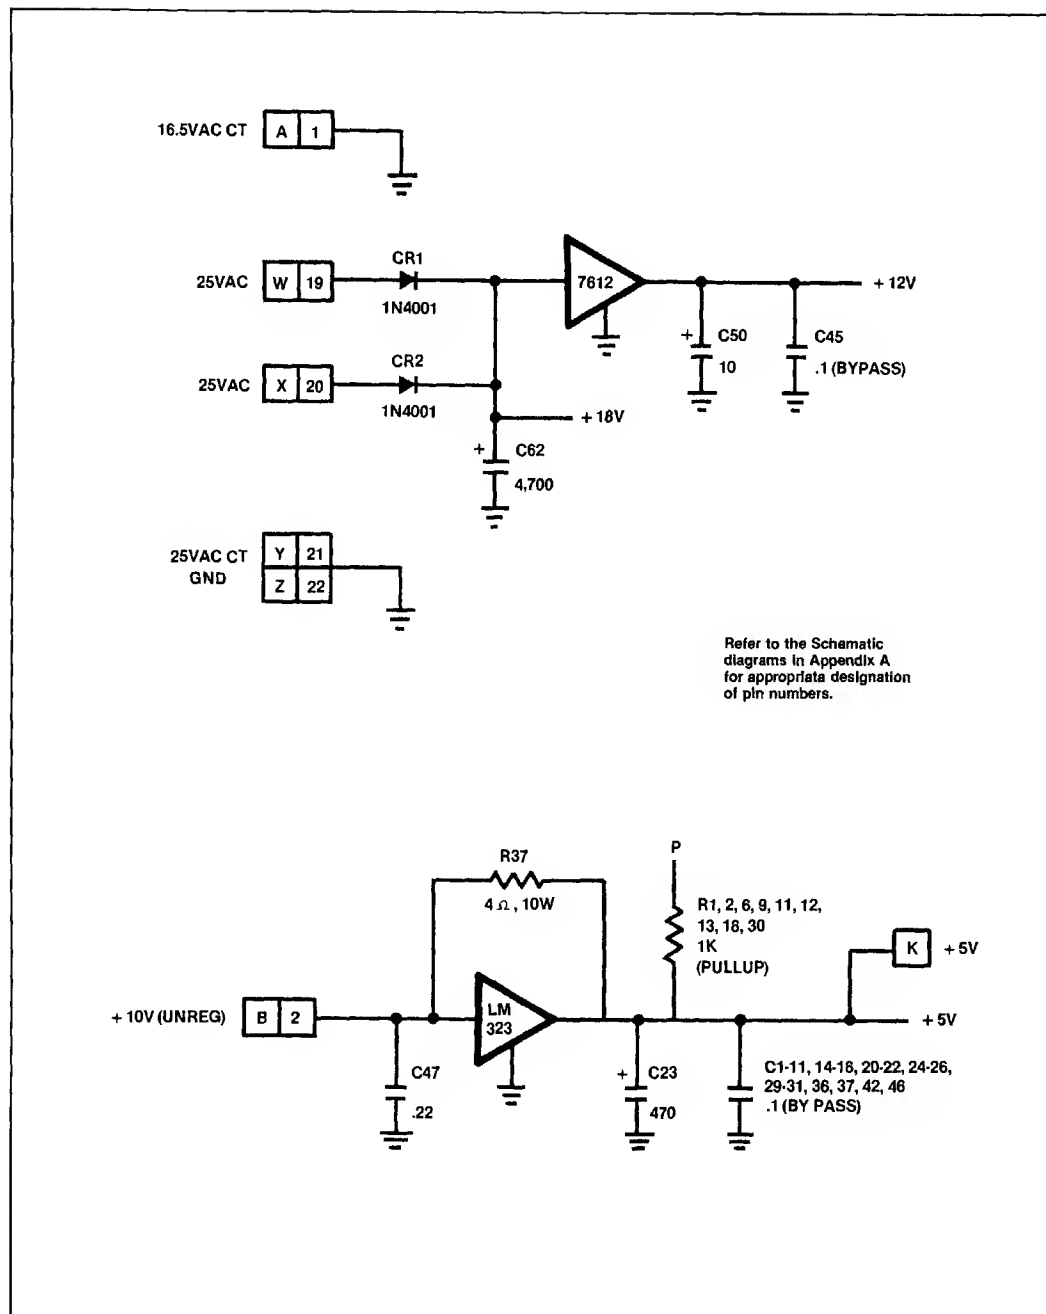 16.5VAC CT A 1
25VAC W 19
CR1
1N4001
7612
+ 12V
+ C50
10
C45
.1 (BYPASS)
25VAC X 20
CR2
1N4001
+ 18V
+ C62
4,700
25VAC CT
GND
Y 21
Z 22
Refer to the Schamatic
diagrams in Appendix A
for appropriata designation
of pin numbers.
R37
4 Ω, 10W
P
R1, 2, 6, 9, 11, 12,
13, 18, 30
1K
(PULLUP)
K + 5V
+ 10V (UNREG) B 2
LM
323
+ 5V
C47
.22
+ C23
470
C1-11, 14-18, 20-22, 24-26,
29-31, 36, 37, 42, 46
.1 (BY PASS)